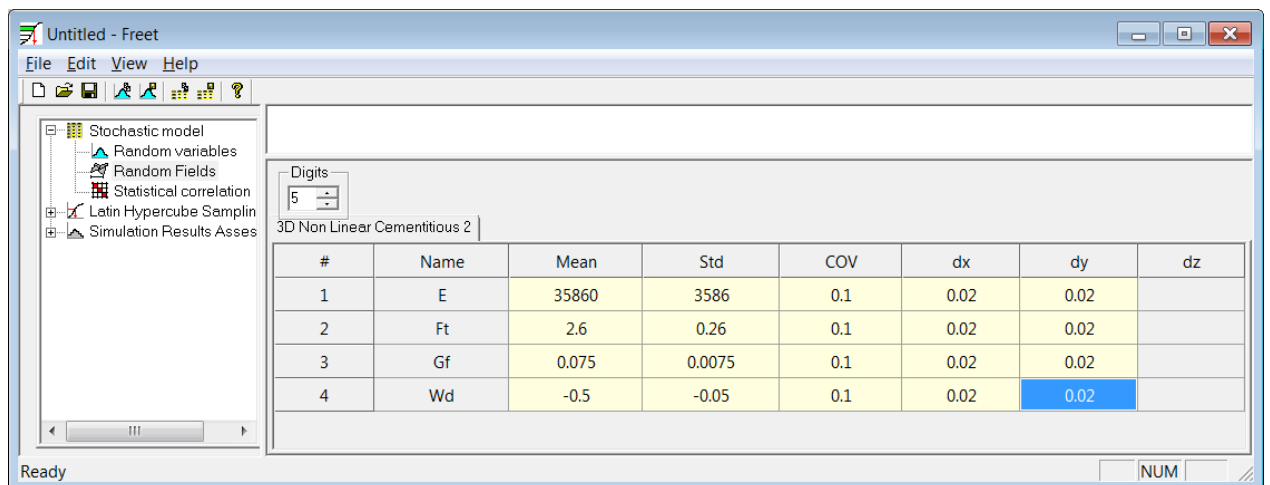 Untitled - Freet
File Edit View Help
Stochastic model
Random variables
Random Fields
Statistical correlation
Latin Hypercube Samplin
Simulation Results Asses
Digits
5
3D Non Linear Cementitious 2
# Name Mean Std COV dx dy dz
1 E 35860 3586 0.1 0.02 0.02
2 Ft 2.6 0.26 0.1 0.02 0.02
3 Gf 0.075 0.0075 0.1 0.02 0.02
4 Wd -0.5 -0.05 0.1 0.02 0.02
Ready NUM